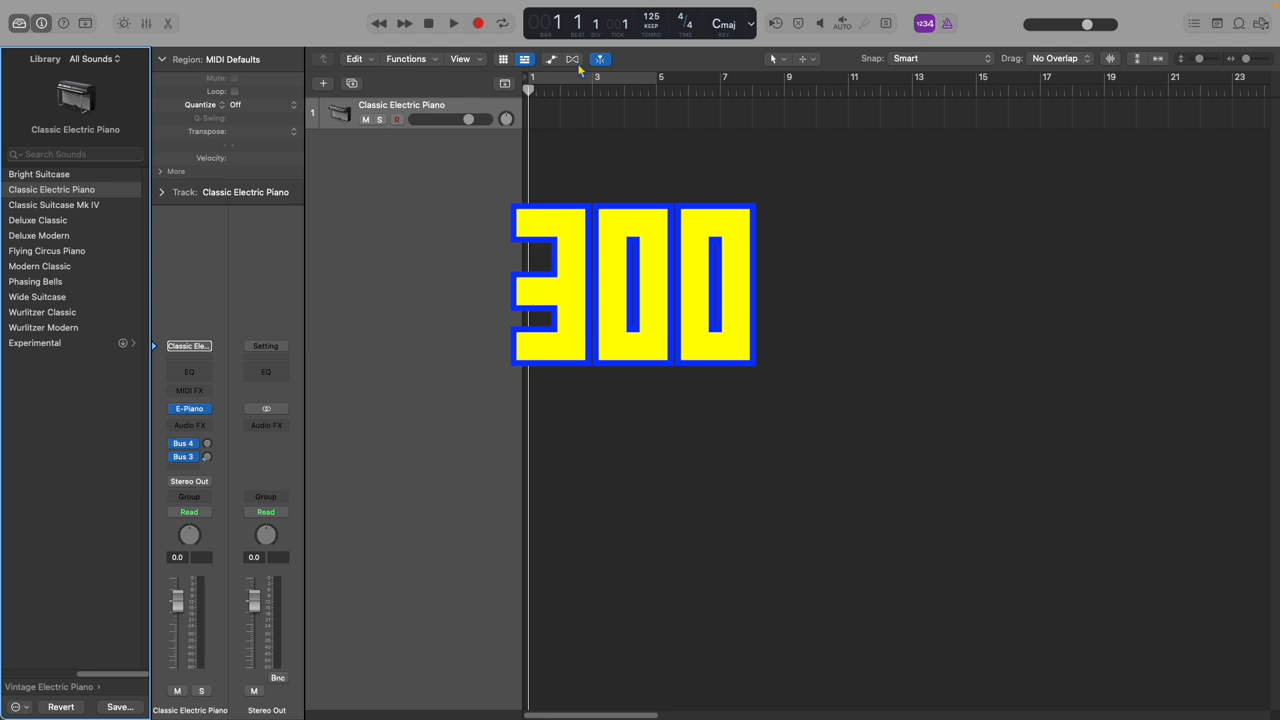 001 1 1 001
BAR BEAT DIV TICK
125
KEEP
TEMPO
4/4
TIME
Cmaj
KEY
AUTO
1234
Library All Sounds
Classic Electric Piano
Search Sounds
Bright Suitcase
Classic Electric Piano
Classic Suitcase Mk IV
Deluxe Classic
Deluxe Modern
Flying Circus Piano
Modern Classic
Phasing Bells
Wide Suitcase
Wurlitzer Classic
Wurlitzer Modern
Experimental
Vintage Electric Piano
Revert Save...
Region: MIDI Defaults
Mute:
Loop:
Quantize Off
Q-Swing:
Transpose:
Velocity:
More
Track: Classic Electric Piano
Classic Ele... Setting
EQ EQ
MIDI FX
E-Piano
Audio FX Audio FX
Bus 4
Bus 3
Stereo Out
Group Group
Read Read
0.0 0.0
Bnc
M S M
Classic Electric Piano Stereo Out
Edit Functions View
Snap: Smart Drag: No Overlap
1 3 5 7 9 11 13 15 17 19 21 23
1 Classic Electric Piano
M S R
300